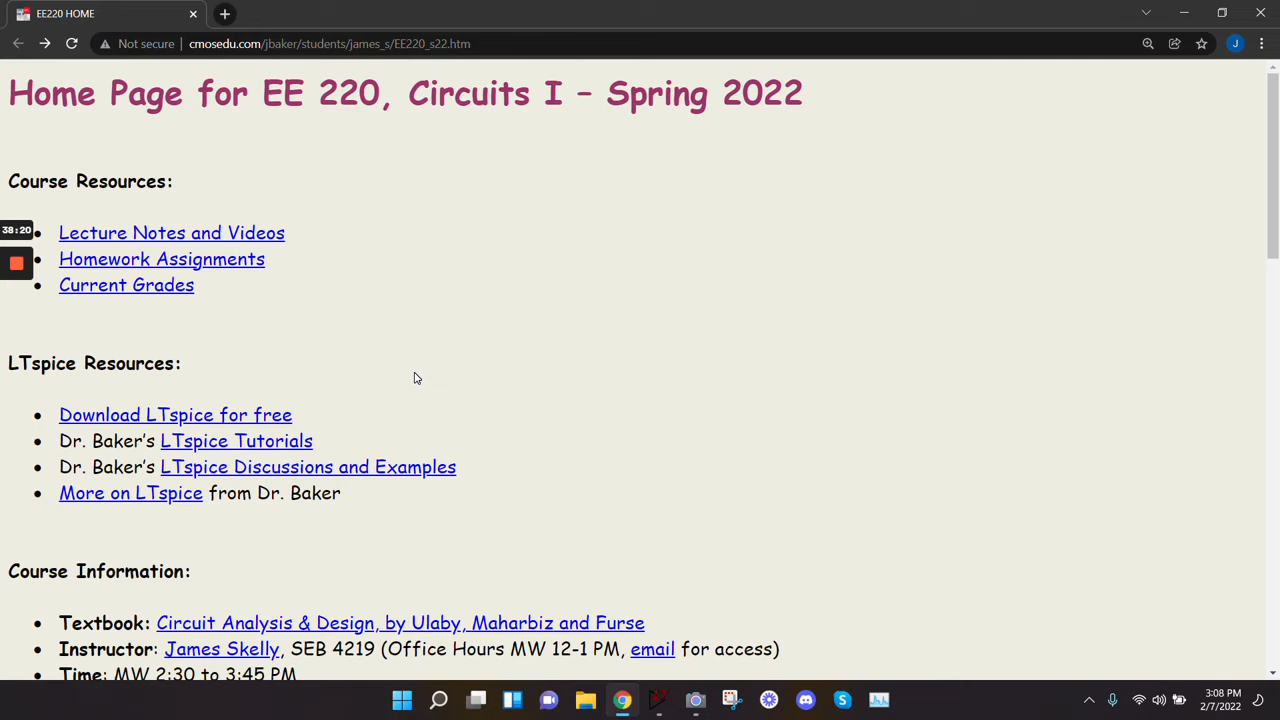 EE220 HOME
Not secure
cmosedu.com/jbaker/students/james_s/EE220_s22.htm
J
Home Page for EE 220, Circuits I – Spring 2022
Course Resources:
38:20
• Lecture Notes and Videos
• Homework Assignments
• Current Grades
LTspice Resources:
• Download LTspice for free
• Dr. Baker's LTspice Tutorials
• Dr. Baker's LTspice Discussions and Examples
• More on LTspice from Dr. Baker
Course Information:
• Textbook: Circuit Analysis & Design, by Ulaby, Maharbiz and Furse
• Instructor: James Skelly, SEB 4219 (Office Hours MW 12-1 PM, email for access)
• Time: MW 2:30 to 3:45 PM
3:08 PM
2/7/2022